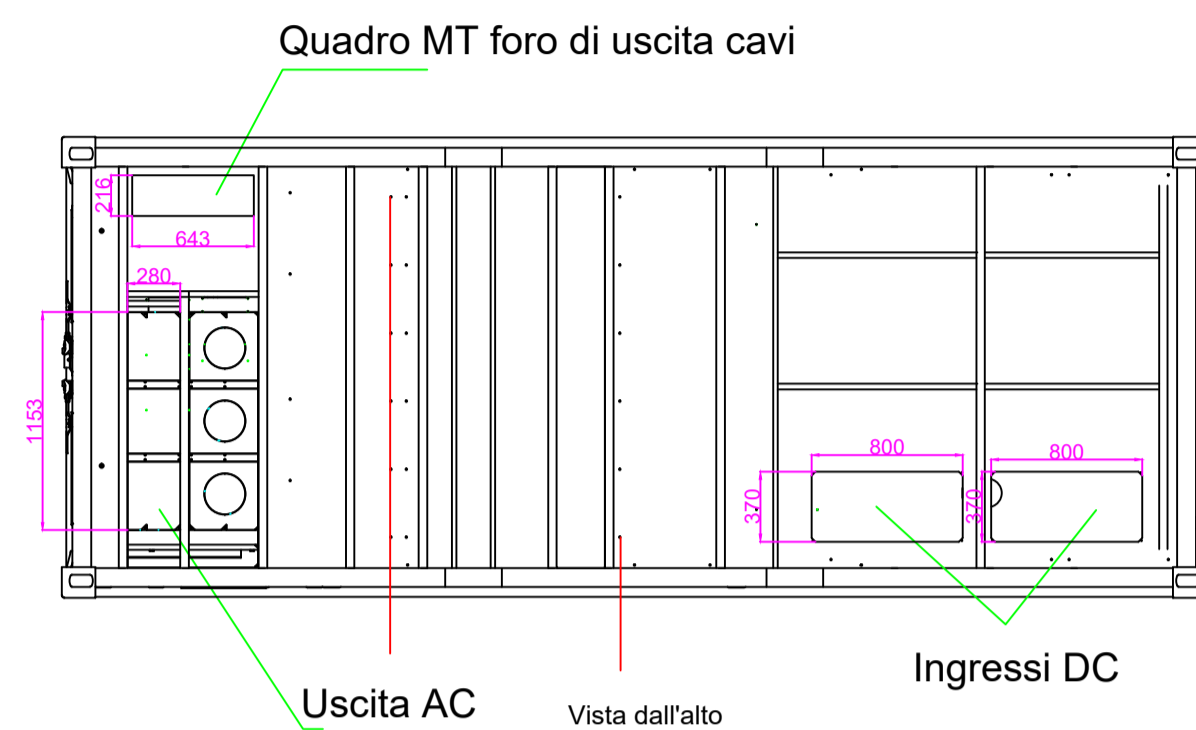 Quadro MT foro di uscita cavi
216
643
280
1153
800
800
370
370
Ingressi DC
Uscita AC
Vista dall'alto